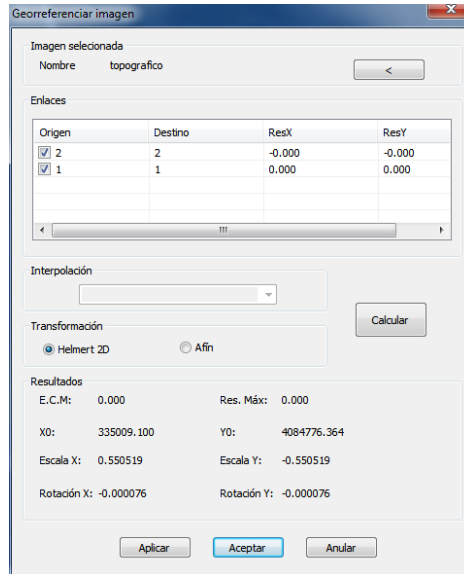 Georreferenciar imagen
Imagen selecionada
Nombre topografico <
Enlaces
Origen Destino ResX ResY
2 2 -0.000 -0.000
1 1 0.000 0.000
Interpolación
Calcular
Transformación
Helmert 2D Afín
Resultados
E.C.M: 0.000 Res. Máx: 0.000
X0: 335009.100 Y0: 4084776.364
Escala X: 0.550519 Escala Y: -0.550519
Rotación X: -0.000076 Rotación Y: -0.000076
Aplicar Aceptar Anular